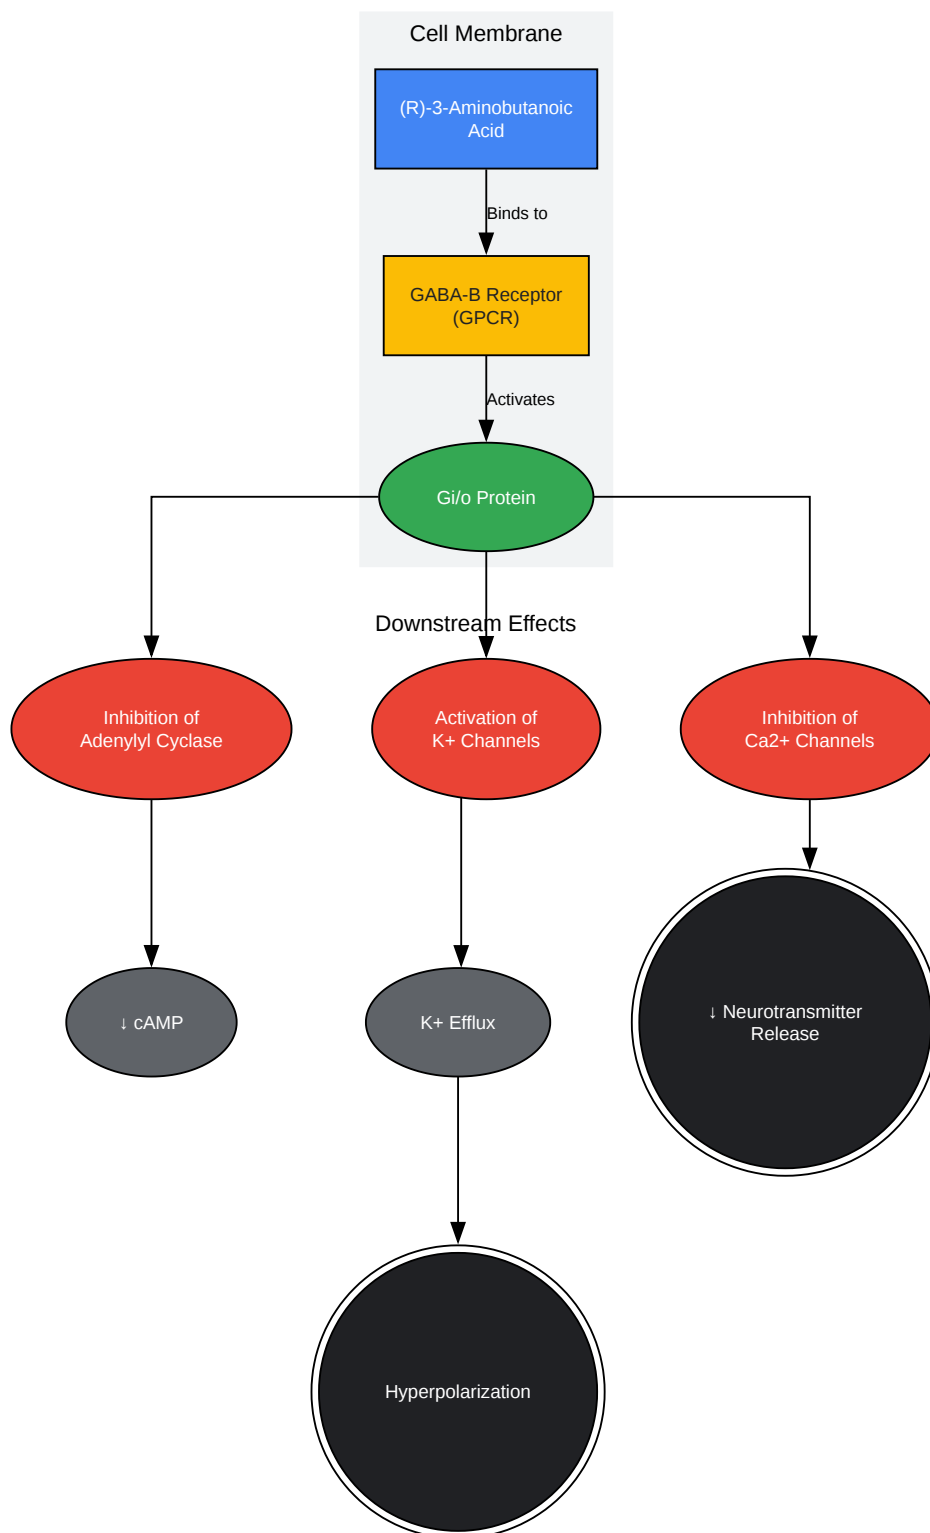 Cell Membrane
(R)-3-Aminobutanoic
Acid
Binds to
GABA-B Receptor
(GPCR)
Activates
Gi/o Protein
Downstream Effects
Inhibition of
Adenylyl Cyclase
Activation of
K+ Channels
Inhibition of
Ca2+ Channels
↓ cAMP
K+ Efflux
↓ Neurotransmitter
Release
Hyperpolarization